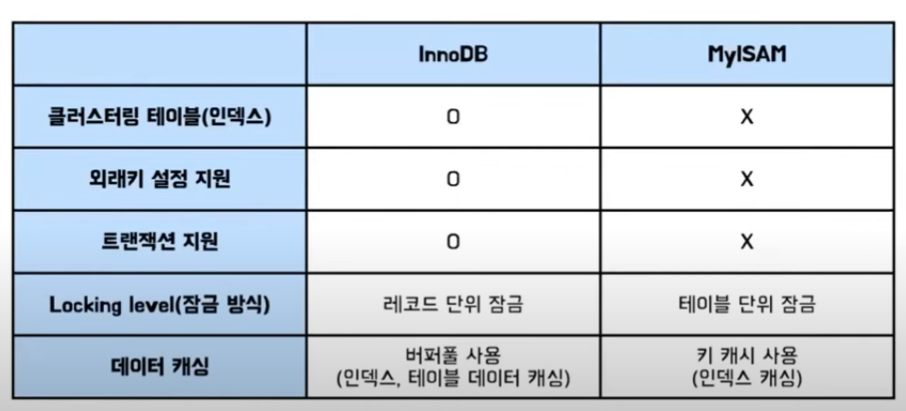 InnoDB MyISAM
클러스터링 테이블(인덱스) O X
외래키 설정 지원 O X
트랜잭션 지원 O X
Locking level(잠금 방식) 레코드 단위 잠금 테이블 단위 잠금
데이터 캐싱 버퍼풀 사용 키 캐시 사용
(인덱스, 테이블 데이터 캐싱) (인덱스 캐싱)